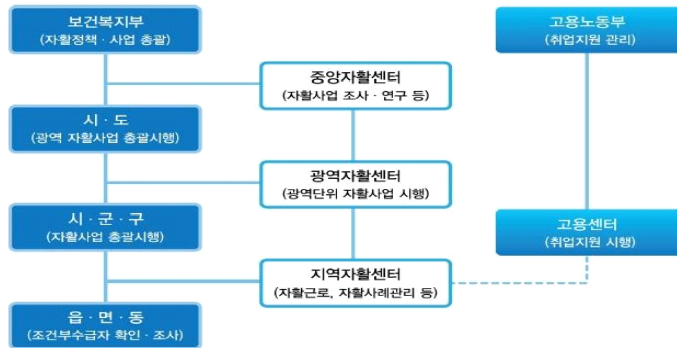 보건복지부
(자활정책 · 사업 총괄)
고용노동부
(취업지원 관리)
중앙자활센터
(자활사업 조사 · 연구 등)
시 · 도
(광역 자활사업 총괄시행)
광역자활센터
(광역단위 자활사업 시행)
시 · 군 · 구
(자활사업 총괄시행)
고용센터
(취업지원 시행)
지역자활센터
(자활근로, 자활사례관리 등)
읍 · 면 · 동
(조건부수급자 확인 · 조사)